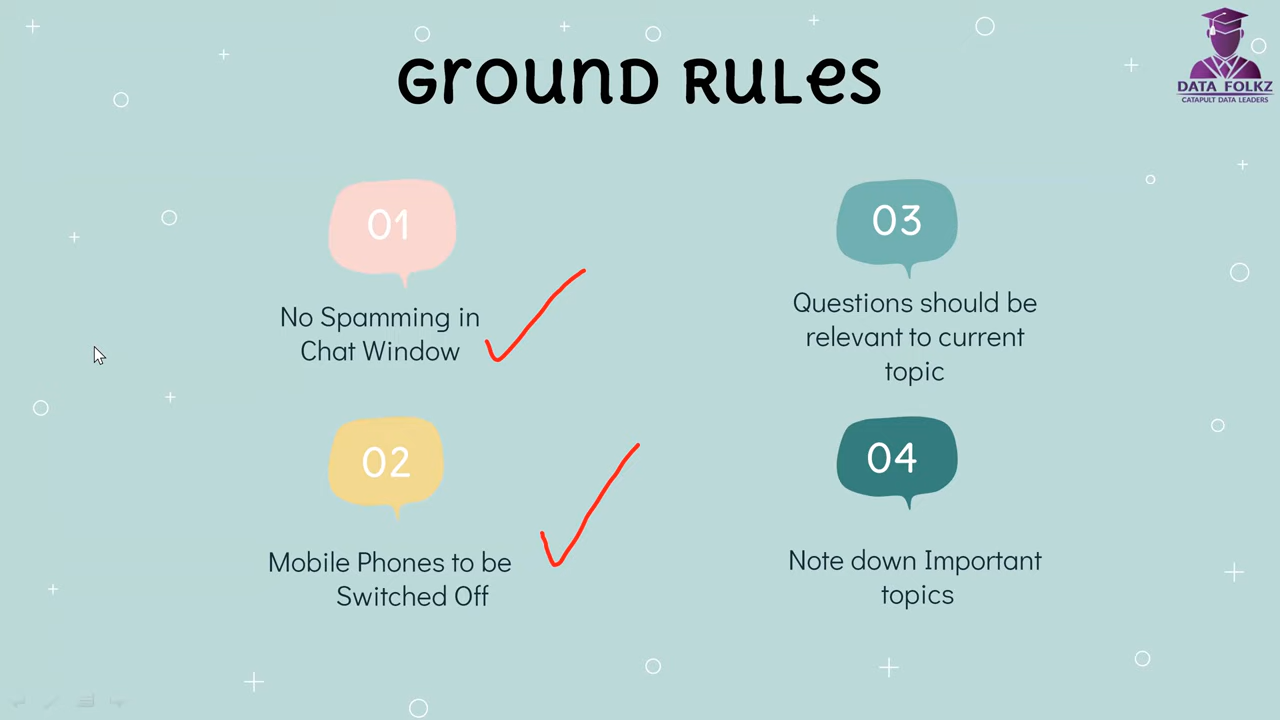 Ground Rules
DATA FOLKZ
CATAPULT DATA LEADERS
01
No Spamming in
Chat Window
02
Mobile Phones to be
Switched Off
03
Questions should be
relevant to current
topic
04
Note down Important
topics